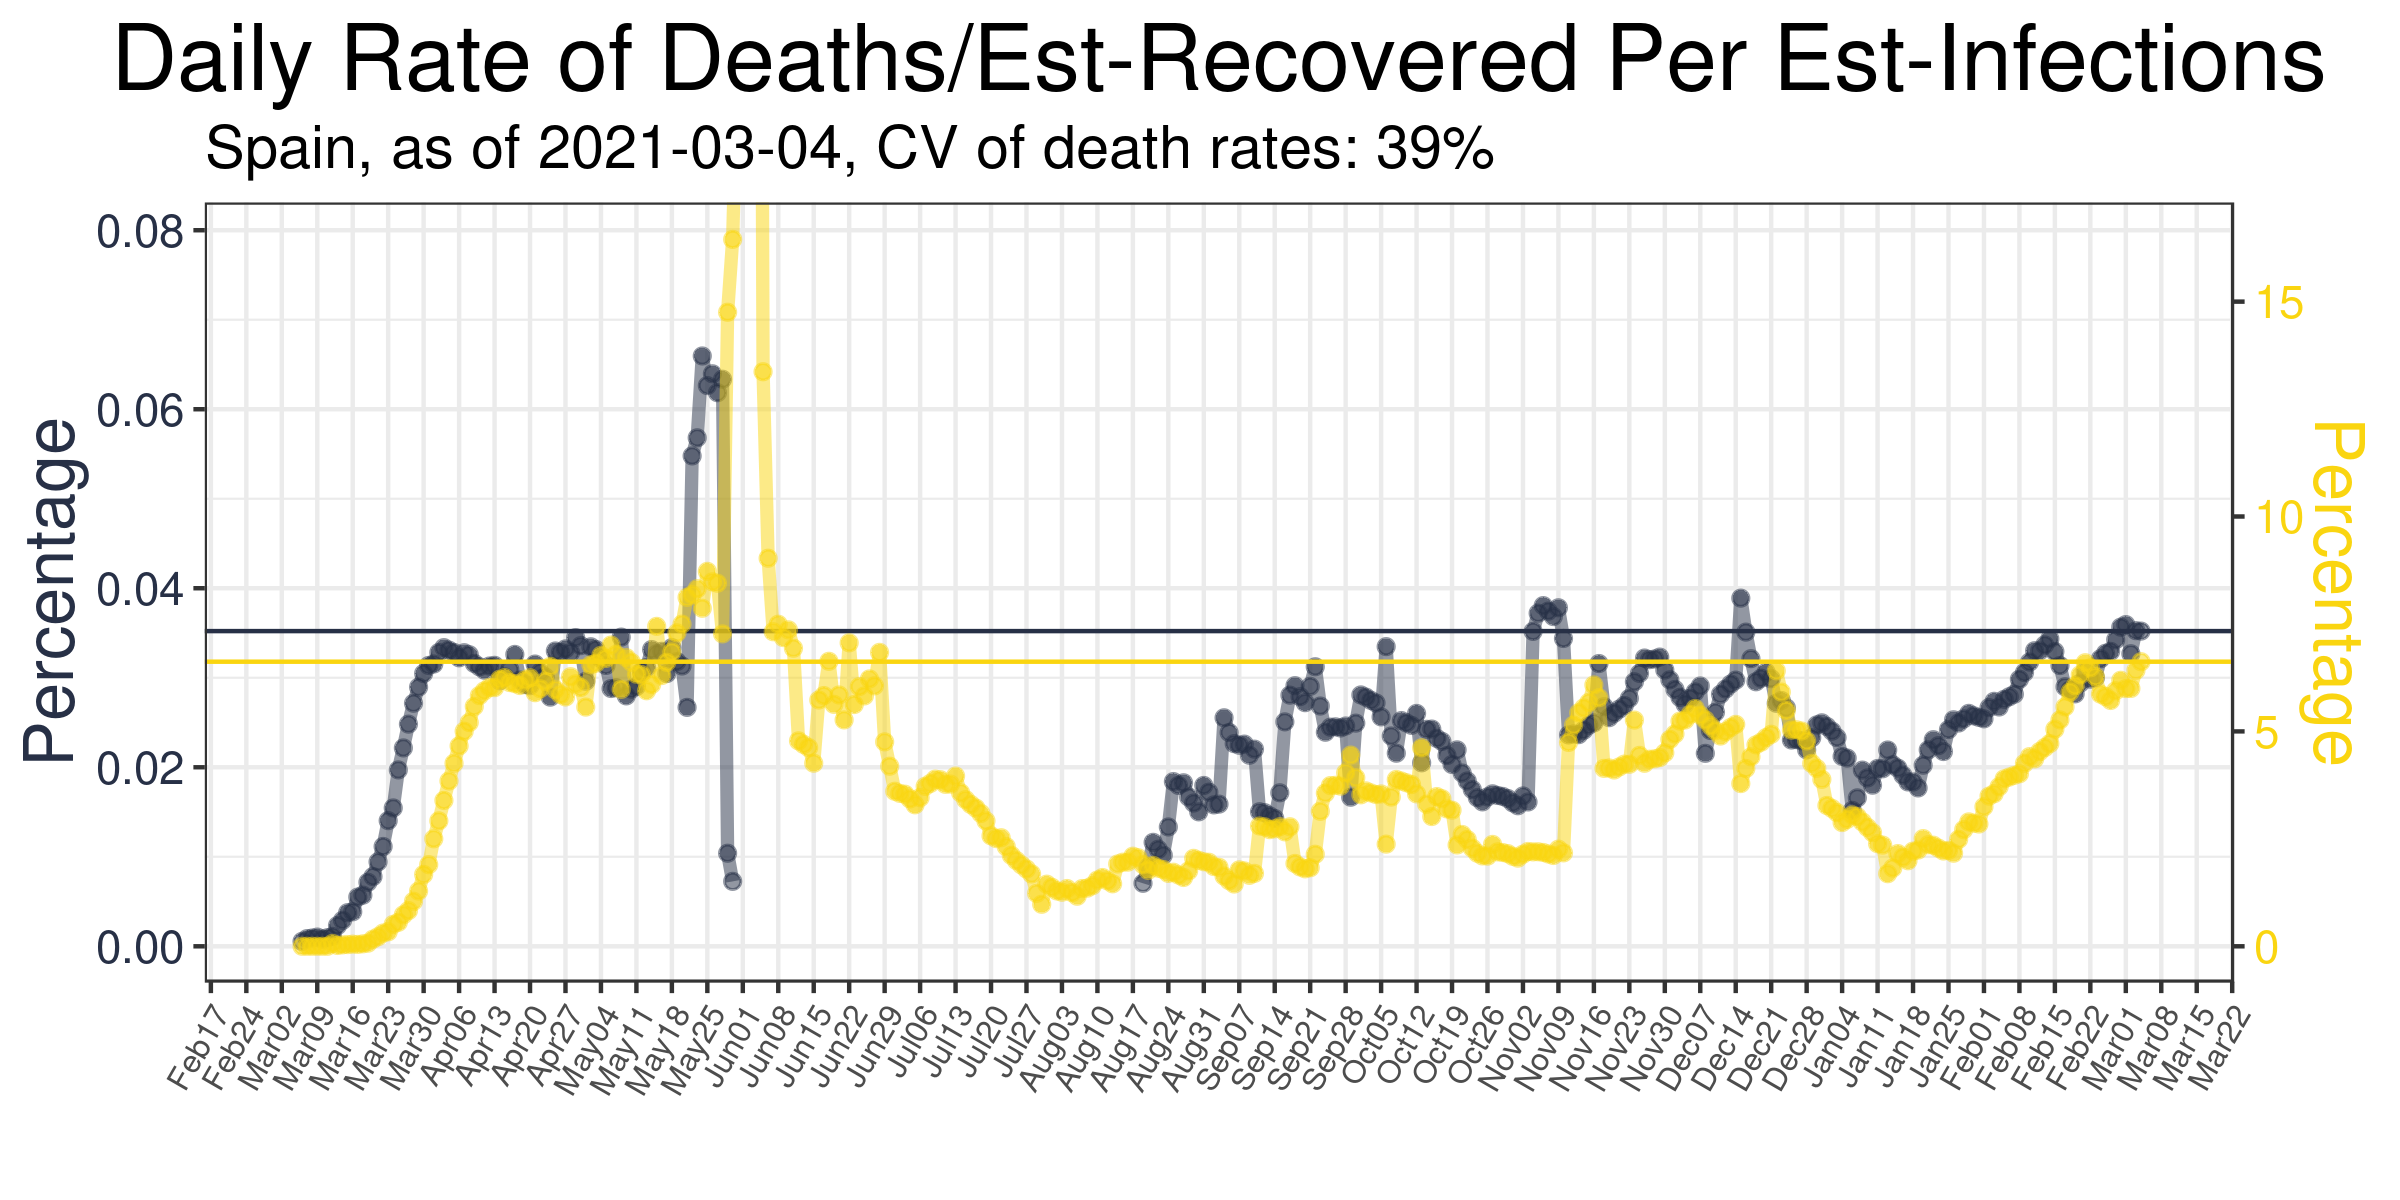 Daily Rate of Deaths/Est-Recovered Per Est-Infections
Spain, as of 2021-03-04, CV of death rates: 39%
Percentage
0.08
0.06
0.04
0.02
0.00
15
10
5
0
Percentage
Feb17
Feb24
Mar02
Mar09
Mar16
Mar23
Mar30
Apr06
Apr13
Apr20
Apr27
May04
May11
May18
May25
Jun01
Jun08
Jun15
Jun22
Jun29
Jul06
Jul13
Jul20
Jul27
Aug03
Aug10
Aug17
Aug24
Aug31
Sep07
Sep14
Sep21
Sep28
Oct05
Oct12
Oct19
Oct26
Nov02
Nov09
Nov16
Nov23
Nov30
Dec07
Dec14
Dec21
Dec28
Jan04
Jan11
Jan18
Jan25
Feb01
Feb08
Feb15
Feb22
Mar01
Mar08
Mar15
Mar22